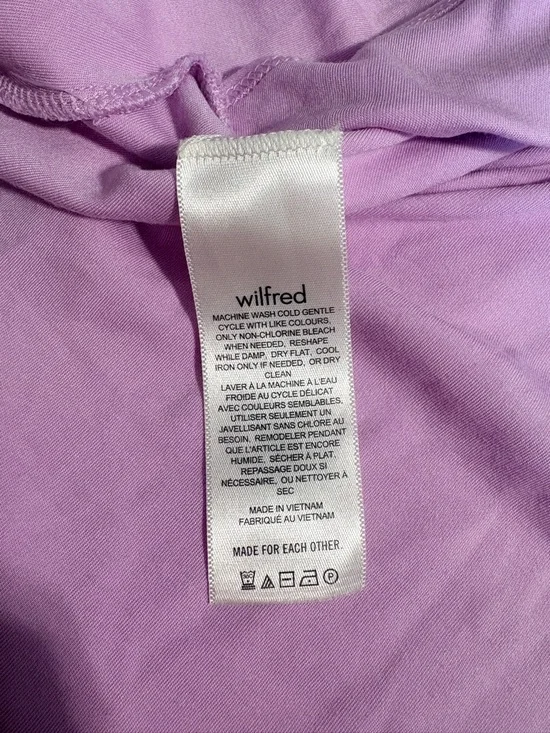 wilfred
MACHINE WASH COLD GENTLE
CYCLE WITH LIKE COLOURS,
ONLY NON-CHLORINE BLEACH
WHEN NEEDED, RESHAPE
WHILE DAMP, DRY FLAT, COOL
IRON ONLY IF NEEDED, OR DRY
CLEAN
LAVER À LA MACHINE À L'EAU
FROIDE AU CYCLE DÉLICAT
AVEC COULEURS SEMBLABLES,
UTILISER SEULEMENT UN
JAVELLISANT SANS CHLORE AU
BESOIN, REMODELER PENDANT
QUE L'ARTICLE EST ENCORE
HUMIDE, SÉCHER À PLAT,
REPASSAGE DOUX SI
NÉCESSAIRE, OU NETTOYER À
SEC
MADE IN VIETNAM
FABRIQUÉ AU VIETNAM
MADE FOR EACH OTHER.
P